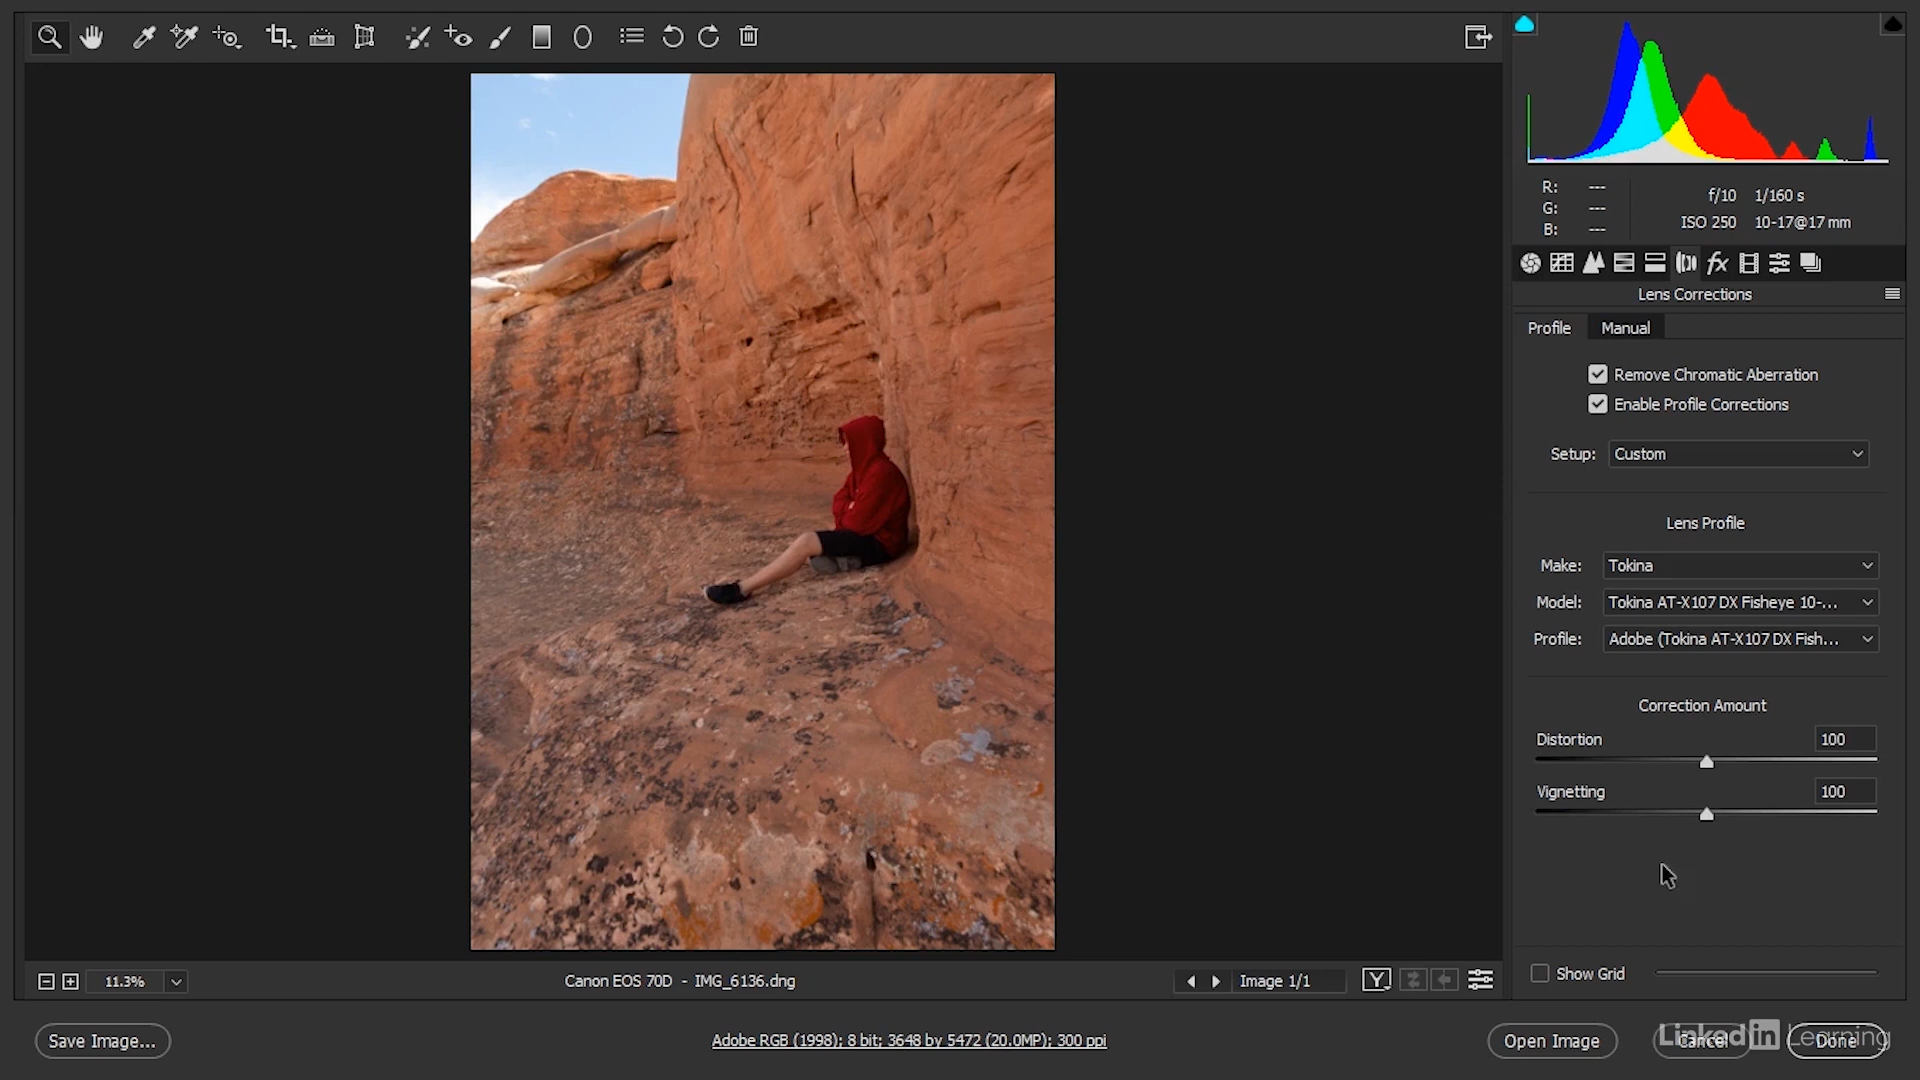 R: ---
G: ---
B: ---
f/10 1/160 s
ISO 250 10-17@17 mm
Lens Corrections
Profile Manual
Remove Chromatic Aberration
Enable Profile Corrections
Setup: Custom
Lens Profile
Make: Tokina
Model: Tokina AT-X107 DX Fisheye 10-...
Profile: Adobe (Tokina AT-X107 DX Fish...
Correction Amount
Distortion 100
Vignetting 100
Show Grid
11.3%
Canon EOS 70D - IMG_6136.dng
Image 1/1
Y
Save Image...
Adobe RGB (1998); 8 bit; 3648 by 5472 (20.0MP); 300 ppi
Open Image
Cancel
Done
Linked in Learning